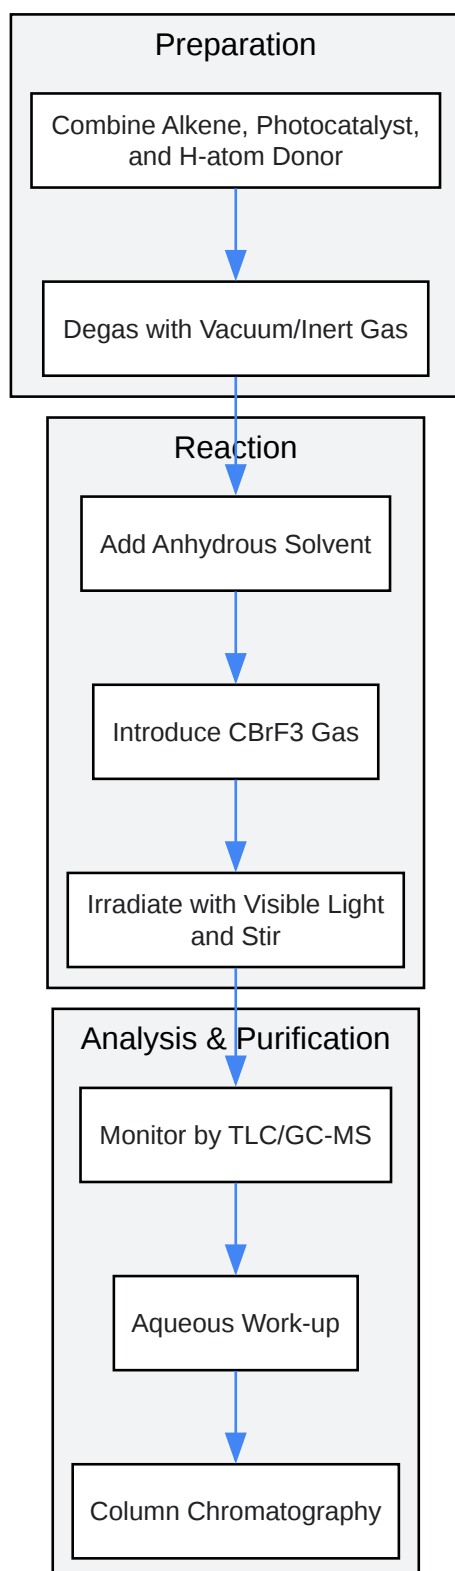 Preparation
Combine Alkene, Photocatalyst,
and H-atom Donor
Degas with Vacuum/Inert Gas
Reaction
Add Anhydrous Solvent
Introduce CBrF3 Gas
Irradiate with Visible Light
and Stir
Analysis & Purification
Monitor by TLC/GC-MS
Aqueous Work-up
Column Chromatography